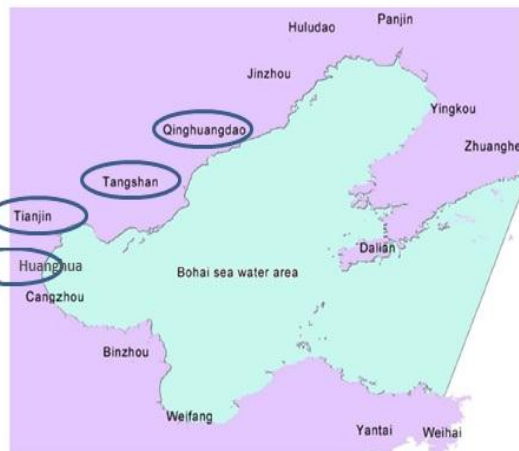 Panjin
Huludao
Jinzhou
Yingkou
Qinghuangdao
Zhuanghe
Tangshan
Tianjin
Dalian
Huanghua
Bohai sea water area
Cangzhou
Binzhou
Weifang
Yantai
Weihai